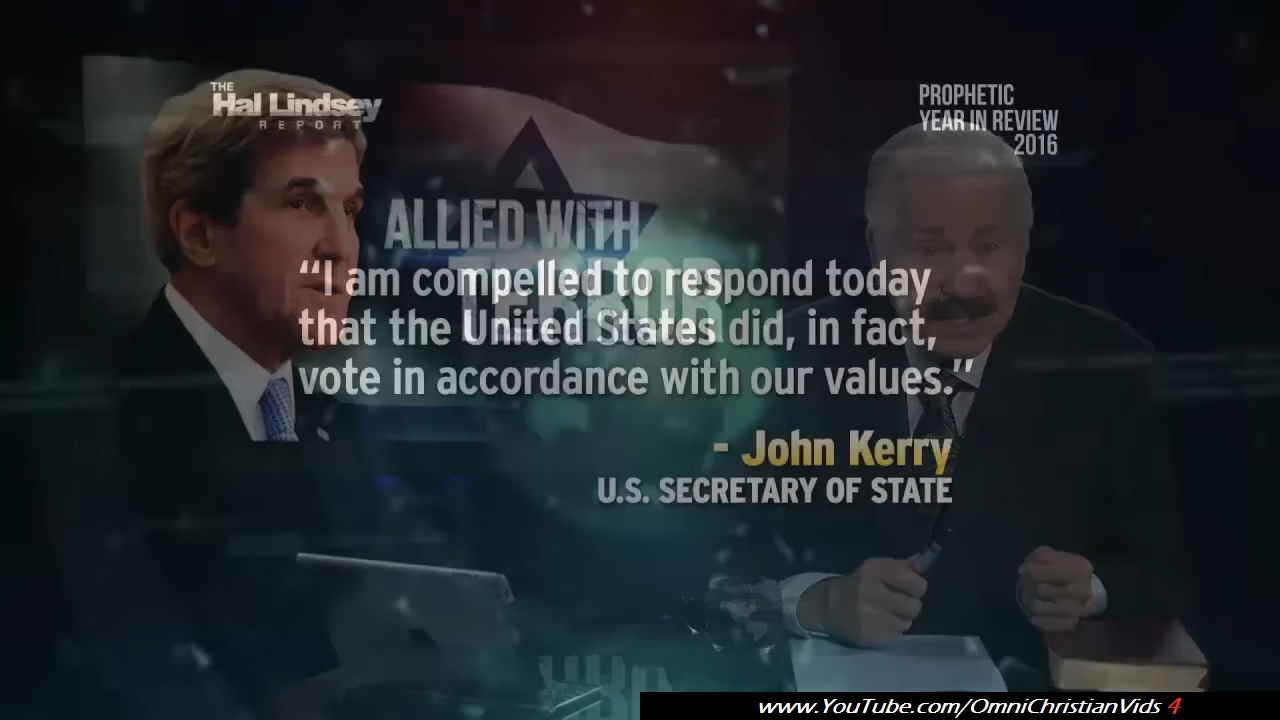 THE
Hal Lindsey
REPORT
PROPHETIC
YEAR IN REVIEW
2016
ALLIED WITH
TERROR
“I am compelled to respond today
that the United States did, in fact,
vote in accordance with our values.”
- John Kerry
U.S. SECRETARY OF STATE
www.YouTube.com/OmniChristianVids 4